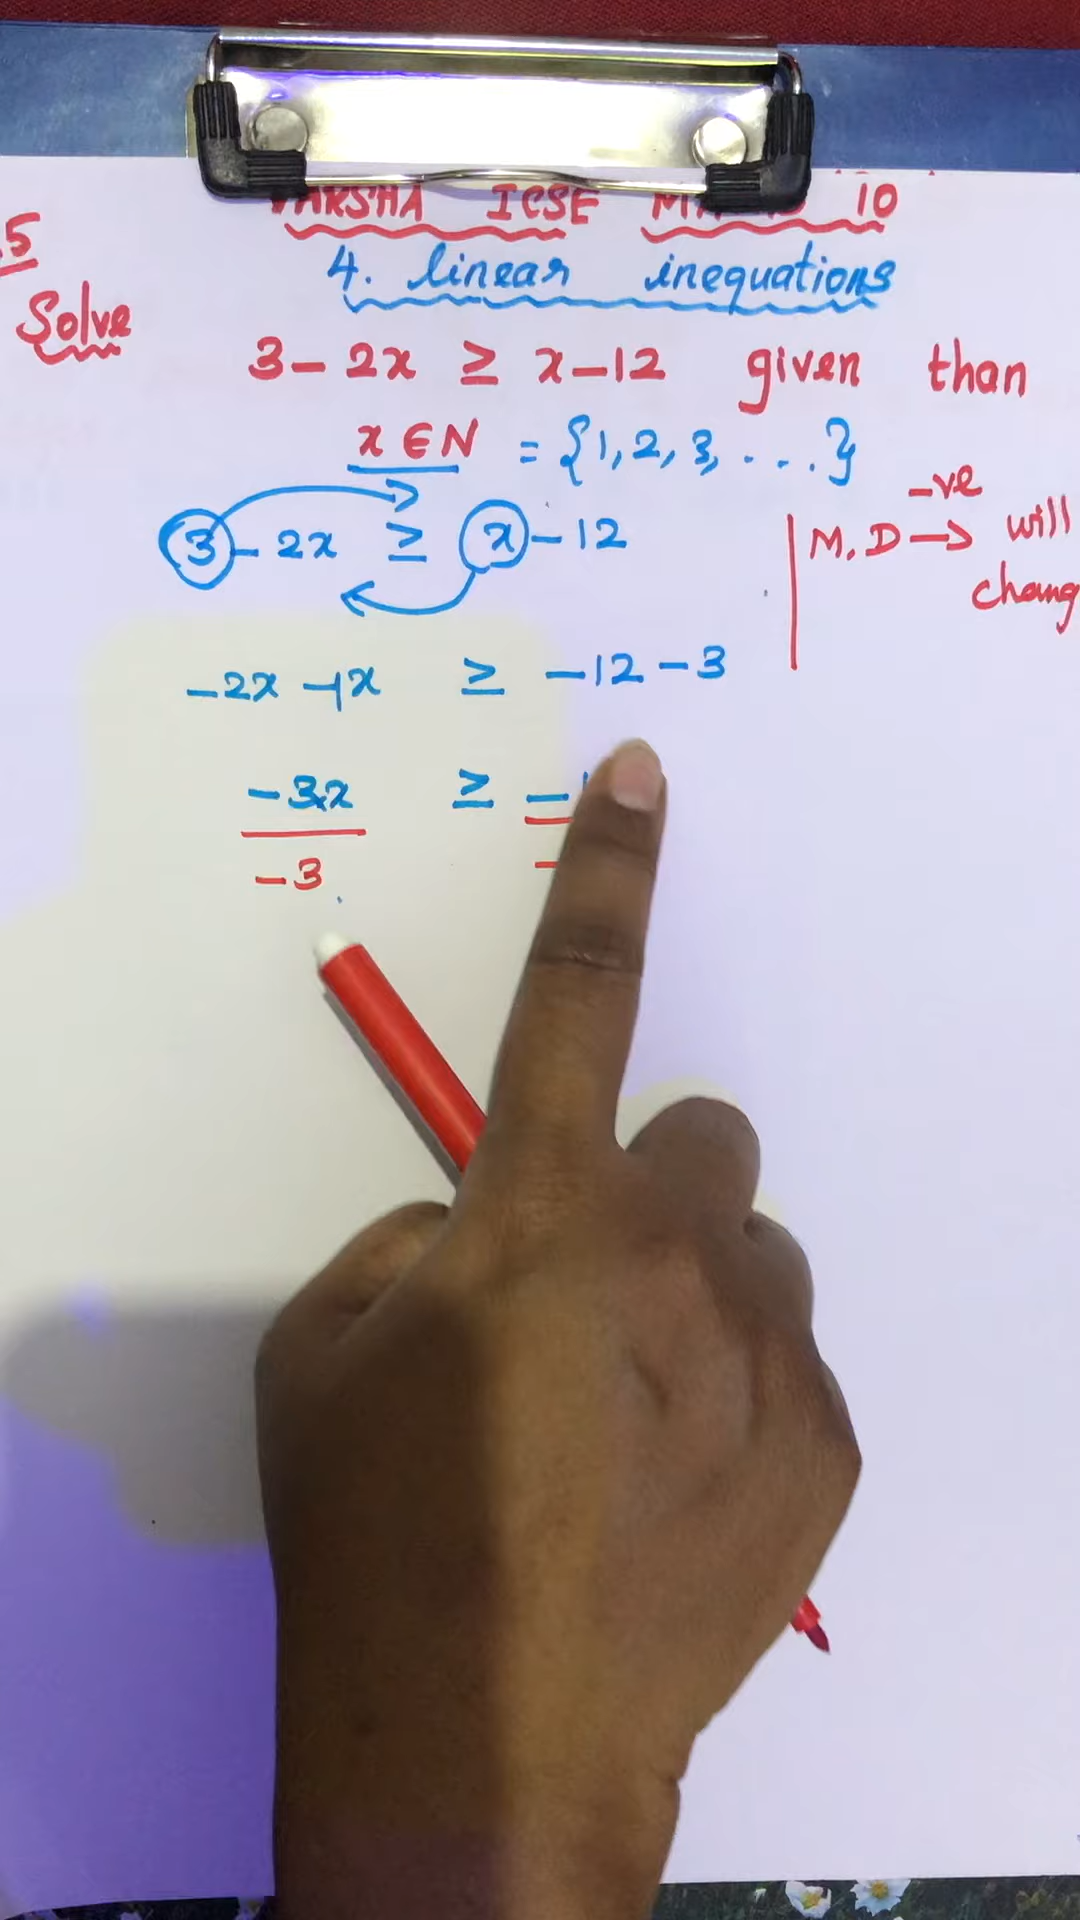 ICSE 10
4. linear inequations
.5
Solve
3 - 2x ≥ x - 12 given than
x ∈ N = {1, 2, 3, ....}
3 - 2x ≥ x - 12
-ve
M, D → will
chang
-2x - 1x ≥ -12 - 3
-3x ≥ -
-3 -